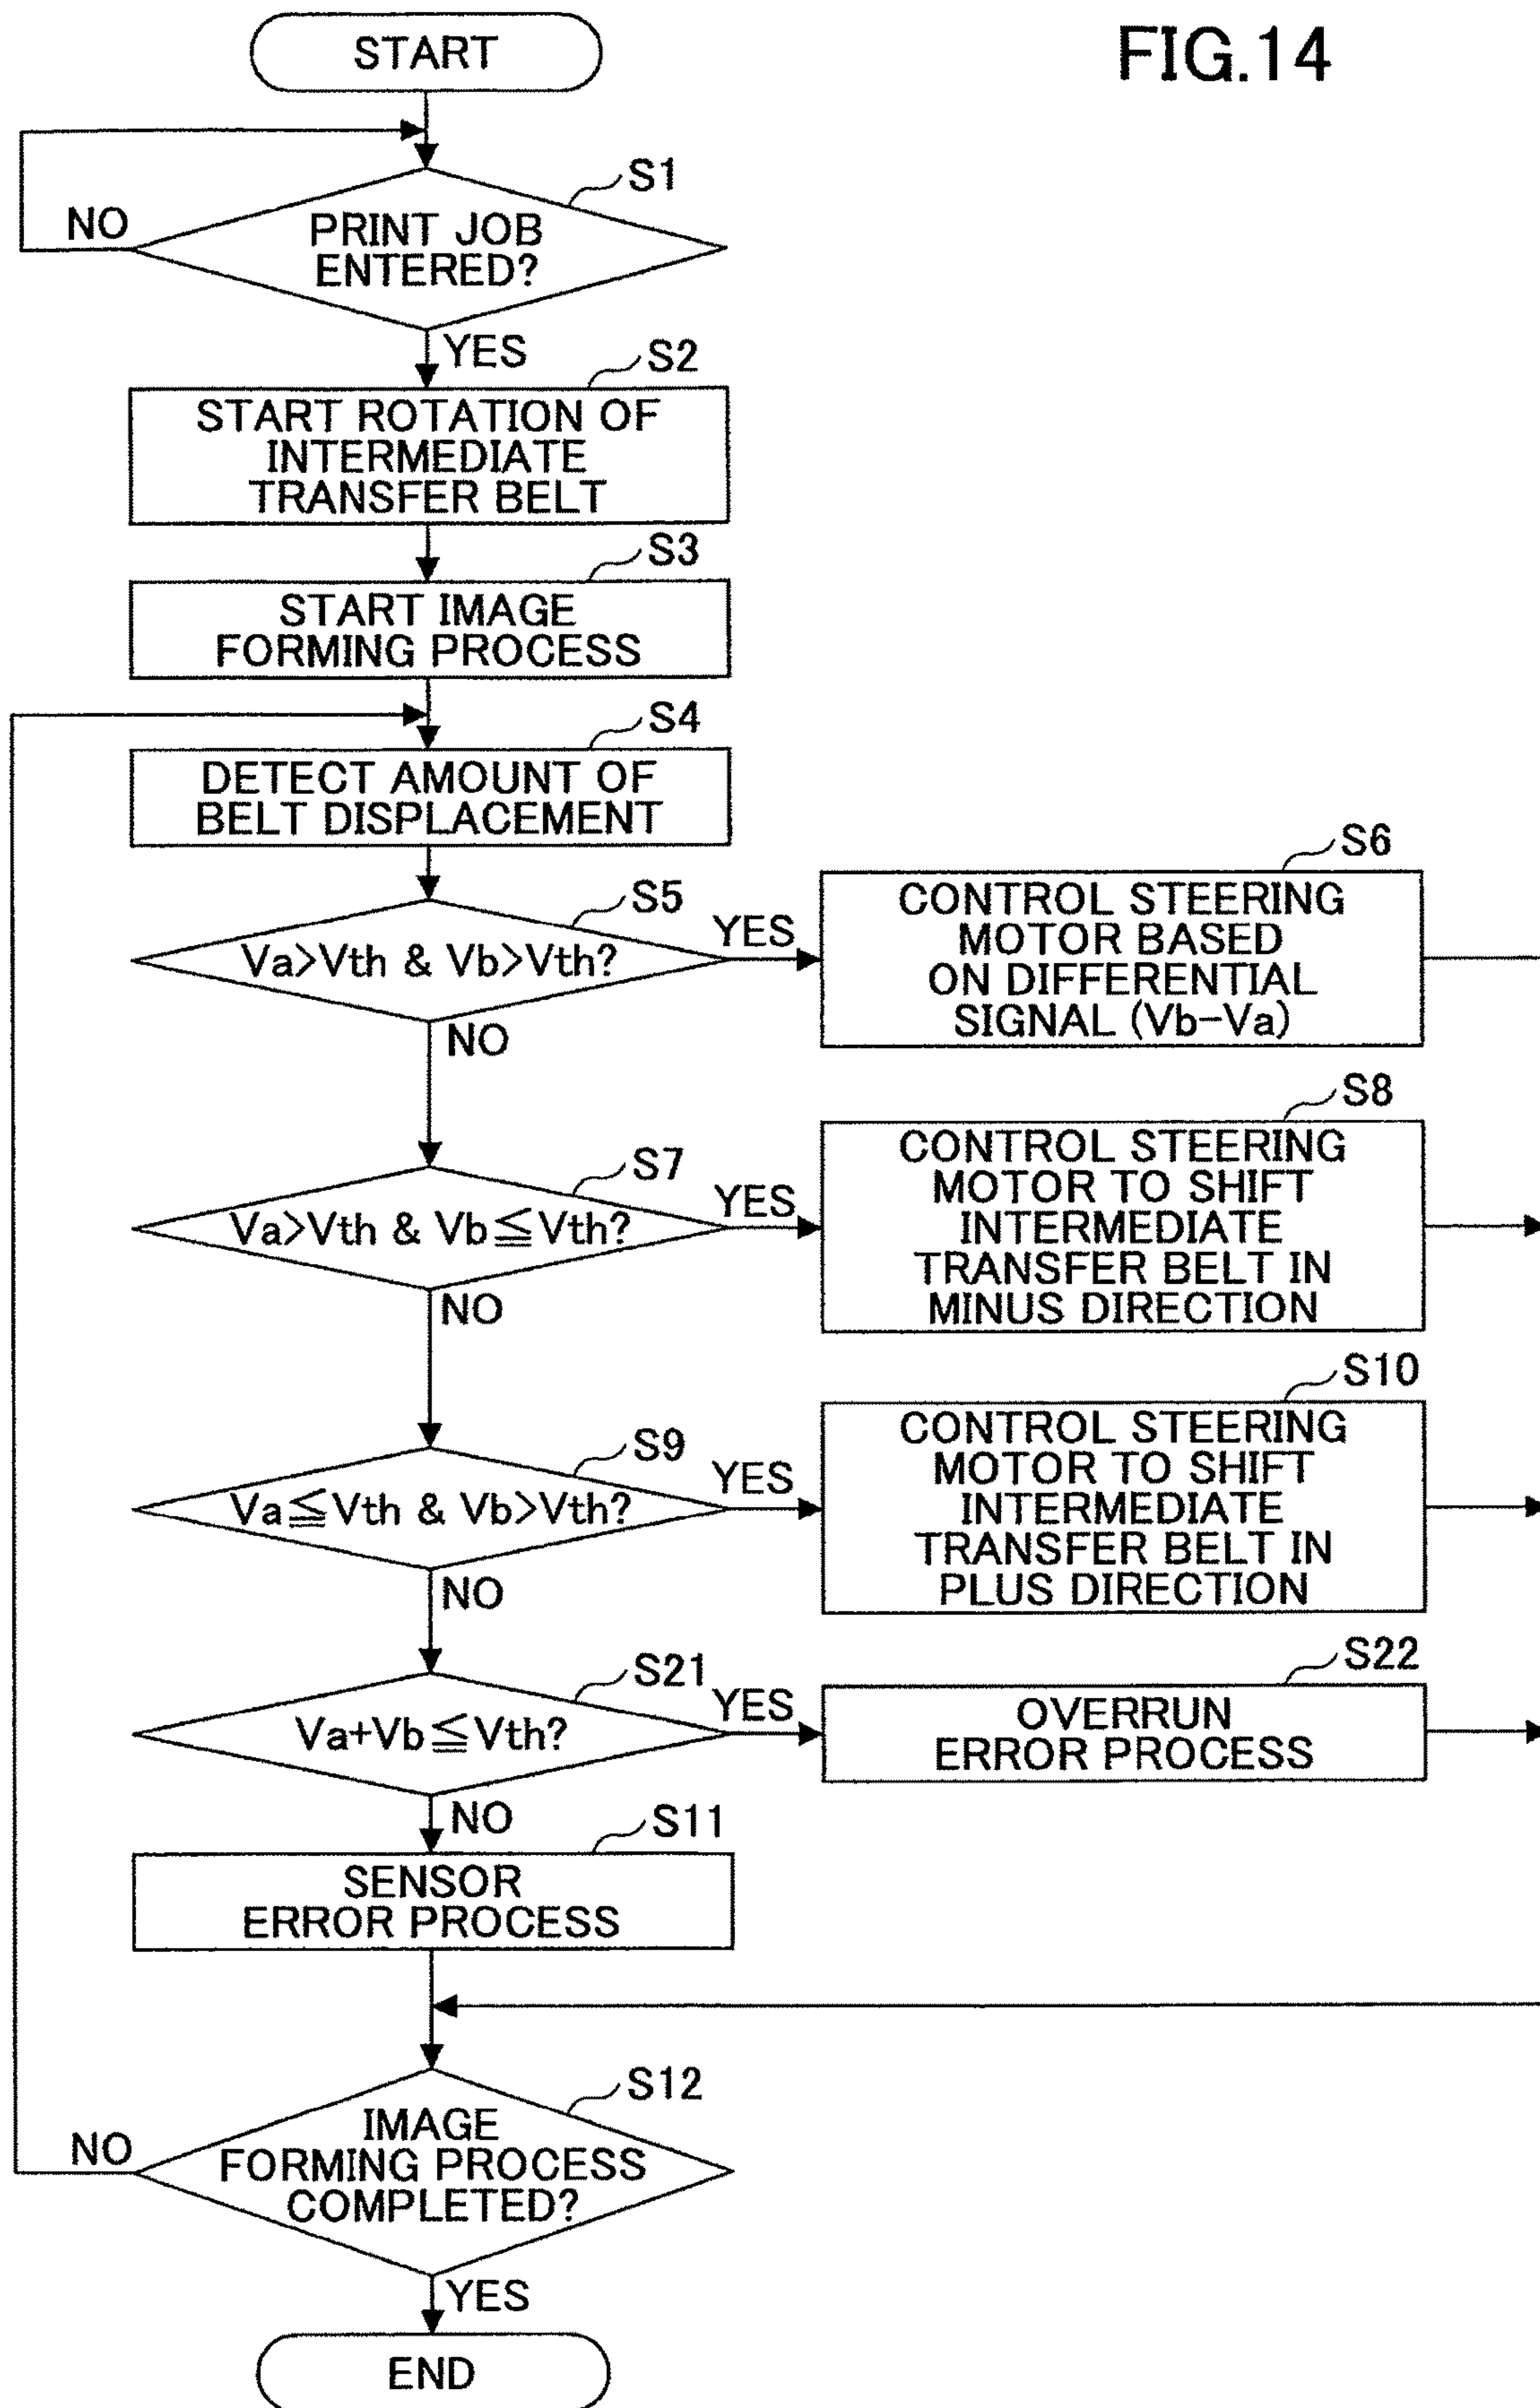 FIG.14
START
S1
NO
PRINT JOB
ENTERED?
YES
S2
START ROTATION OF
INTERMEDIATE
TRANSFER BELT
S3
START IMAGE
FORMING PROCESS
S4
DETECT AMOUNT OF
BELT DISPLACEMENT
S5
Va>Vth & Vb>Vth?
YES
NO
S6
CONTROL STEERING
MOTOR BASED
ON DIFFERENTIAL
SIGNAL (Vb-Va)
S7
Va>Vth & Vb≦Vth?
YES
NO
S8
CONTROL STEERING
MOTOR TO SHIFT
INTERMEDIATE
TRANSFER BELT IN
MINUS DIRECTION
S9
Va≦Vth & Vb>Vth?
YES
NO
S10
CONTROL STEERING
MOTOR TO SHIFT
INTERMEDIATE
TRANSFER BELT IN
PLUS DIRECTION
S21
Va+Vb≦Vth?
YES
NO
S22
OVERRUN
ERROR PROCESS
S11
SENSOR
ERROR PROCESS
S12
NO
IMAGE
FORMING PROCESS
COMPLETED?
YES
END